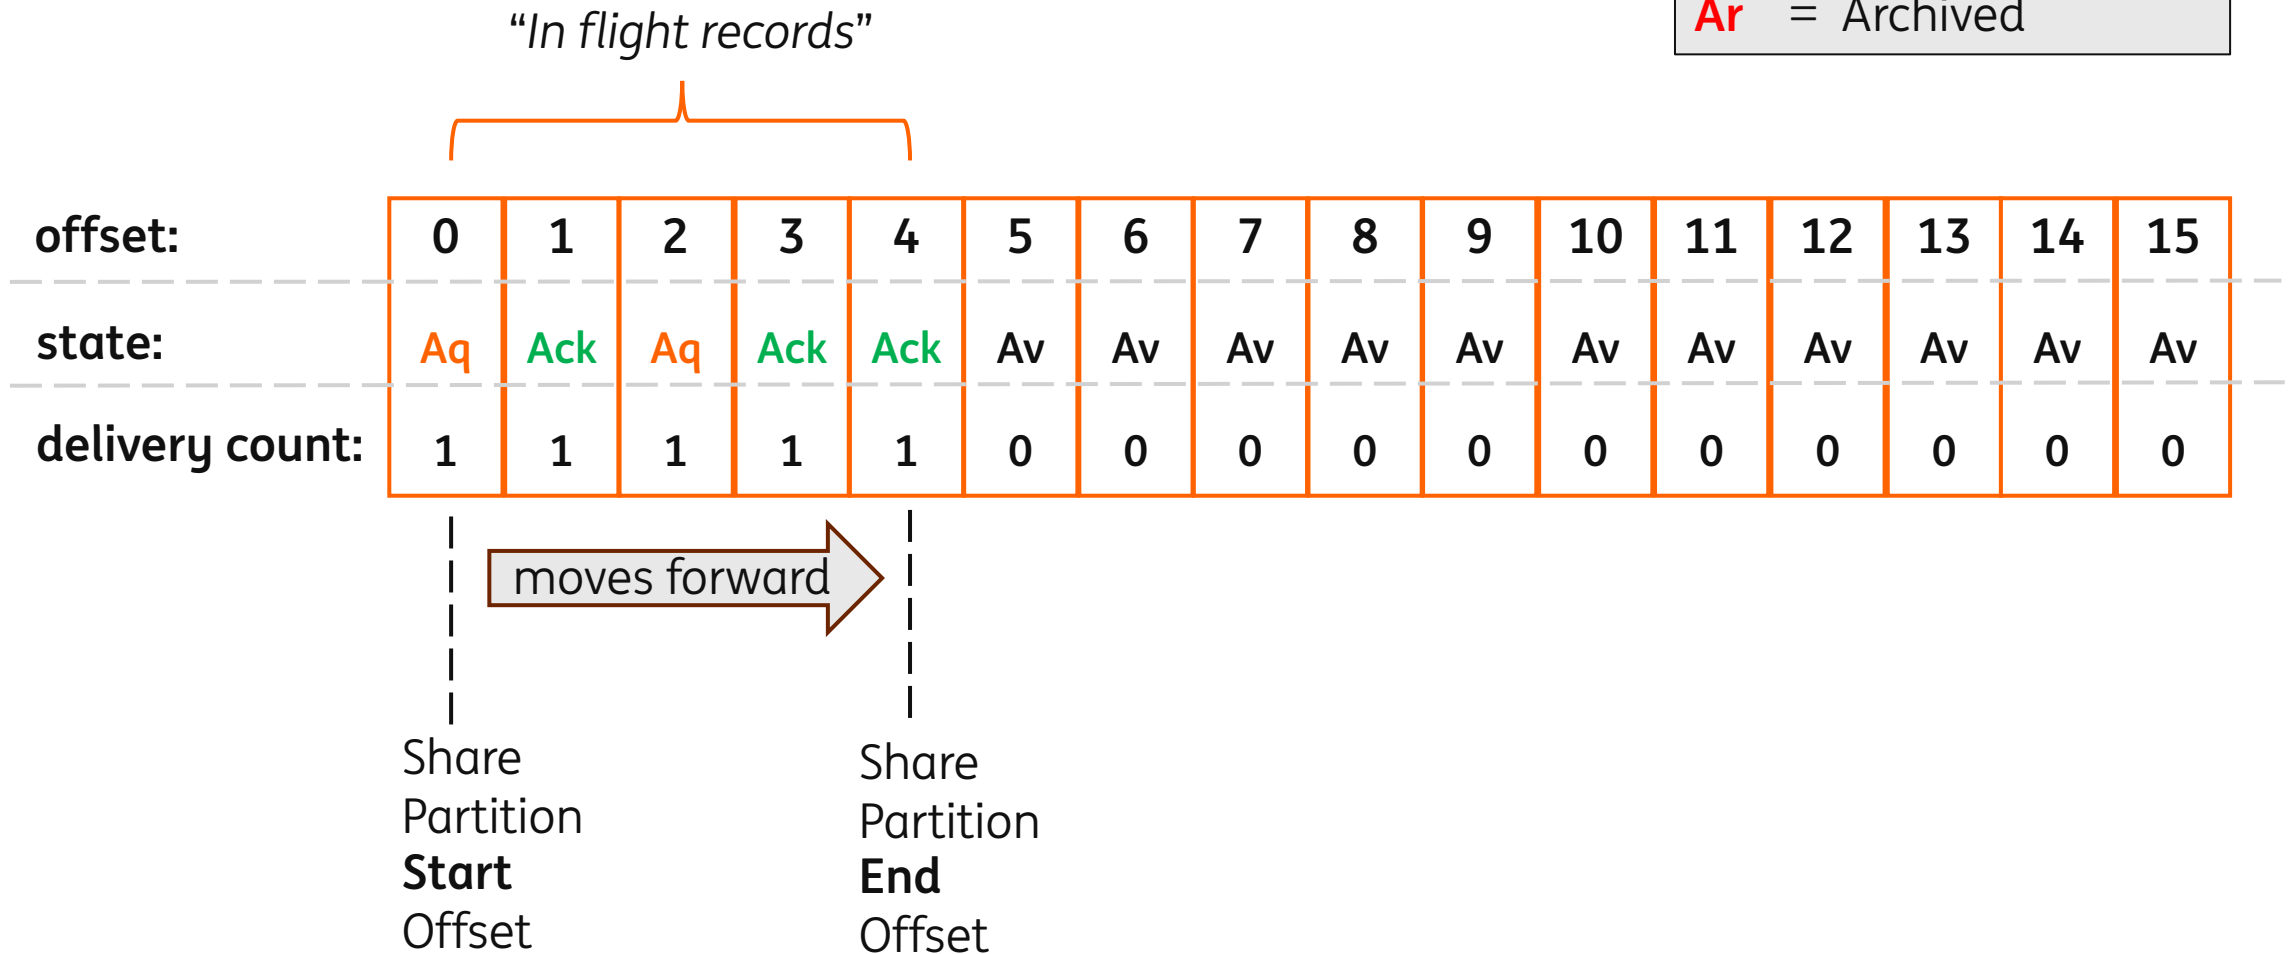 “In flight records”
Ar = Archived
offset: 0 1 2 3 4 5 6 7 8 9 10 11 12 13 14 15
state: Aq Ack Aq Ack Ack Av Av Av Av Av Av Av Av Av Av Av
delivery count: 1 1 1 1 1 0 0 0 0 0 0 0 0 0 0 0
moves forward
Share
Partition
Start
Offset
Share
Partition
End
Offset